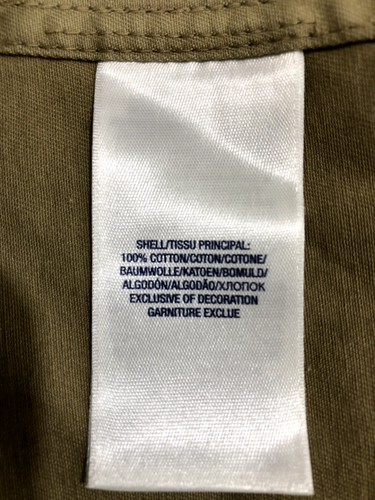 SHELL/TISSU PRINCIPAL:
100% COTTON/COTON/COTONE/
BAUMWOLLE/KATOEN/BOMULD/
ALGODÓN/ALGODÃO/ХЛОПОК
EXCLUSIVE OF DECORATION
GARNITURE EXCLUE